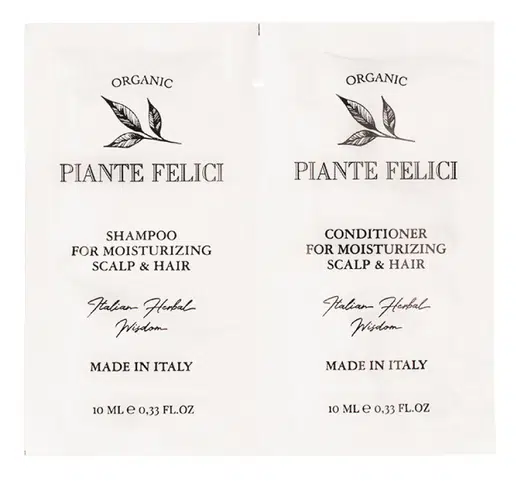 ORGANIC
PIANTE FELICI
SHAMPOO
FOR MOISTURIZING
SCALP & HAIR
Italian Herbal
Wisdom
MADE IN ITALY
10 ML ℮ 0,33 FL.OZ
ORGANIC
PIANTE FELICI
CONDITIONER
FOR MOISTURIZING
SCALP & HAIR
Italian Herbal
Wisdom
MADE IN ITALY
10 ML ℮ 0,33 FL.OZ